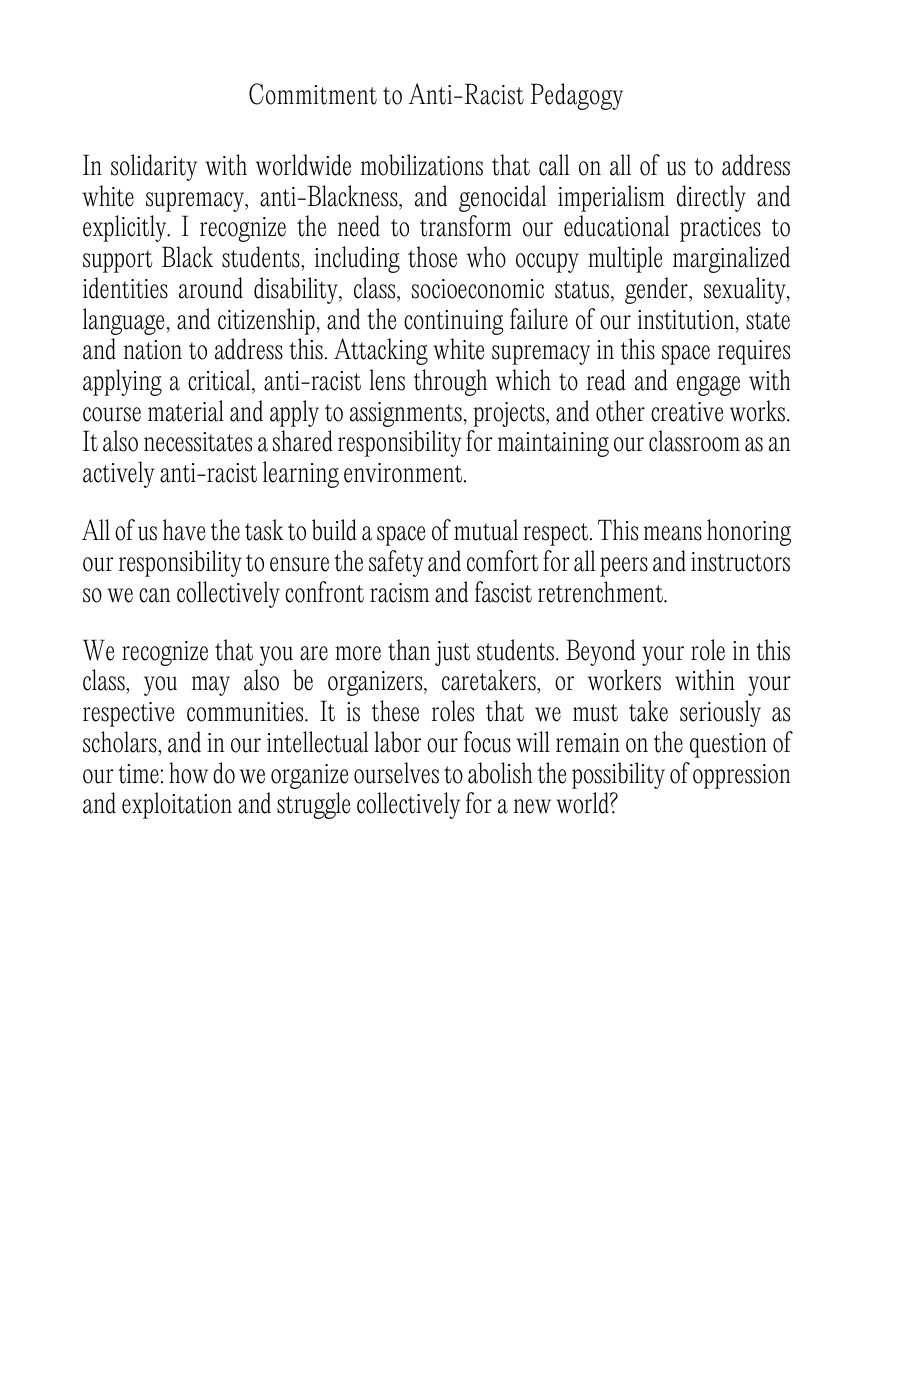 Commitment to Anti-Racist Pedagogy
In solidarity with worldwide mobilizations that call on all of us to address
white supremacy, anti-Blackness, and genocidal imperialism directly and
explicitly. I recognize the need to transform our educational practices to
support Black students, including those who occupy multiple marginalized
identities around disability, class, socioeconomic status, gender, sexuality,
language, and citizenship, and the continuing failure of our institution, state
and nation to address this. Attacking white supremacy in this space requires
applying a critical, anti-racist lens through which to read and engage with
course material and apply to assignments, projects, and other creative works.
It also necessitates a shared responsibility for maintaining our classroom as an
actively anti-racist learning environment.
All of us have the task to build a space of mutual respect. This means honoring
our responsibility to ensure the safety and comfort for all peers and instructors
so we can collectively confront racism and fascist retrenchment.
We recognize that you are more than just students. Beyond your role in this
class, you may also be organizers, caretakers, or workers within your
respective communities. It is these roles that we must take seriously as
scholars, and in our intellectual labor our focus will remain on the question of
our time: how do we organize ourselves to abolish the possibility of oppression
and exploitation and struggle collectively for a new world?